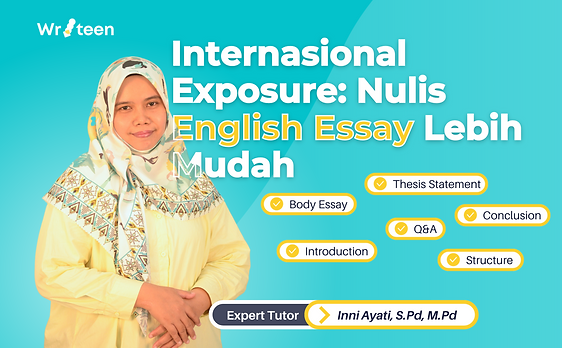 Wr teen
Internasional
Exposure: Nulis
English Essay Lebih
Mudah
Thesis Statement
Body Essay
Conclusion
Q&A
Introduction
Structure
Expert Tutor
Inni Ayati, S.Pd, M.Pd